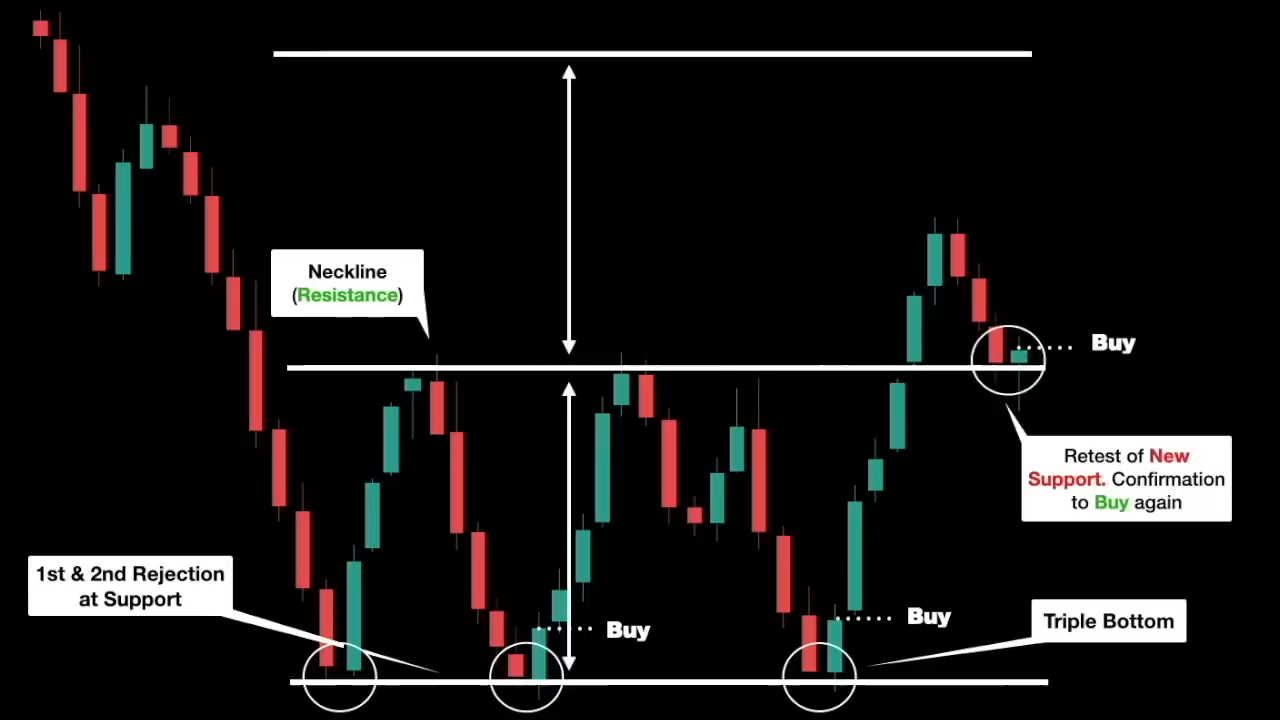 Neckline
(Resistance)
Buy
Retest of New
Support. Confirmation
to Buy again
1st & 2nd Rejection
at Support
Buy
Buy
Triple Bottom